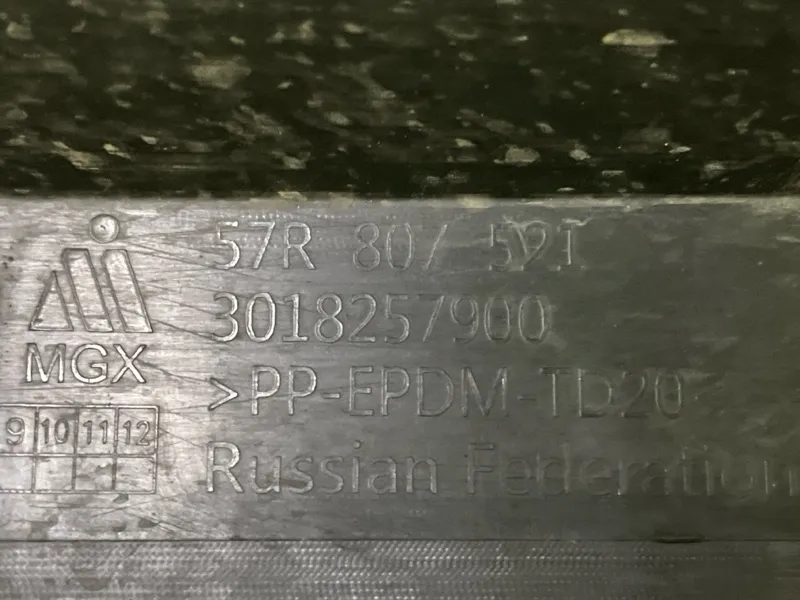 57R 807 521
3018257900
>PP-EPDM-TD20
Russian Federation
MGX
9 10 11 12